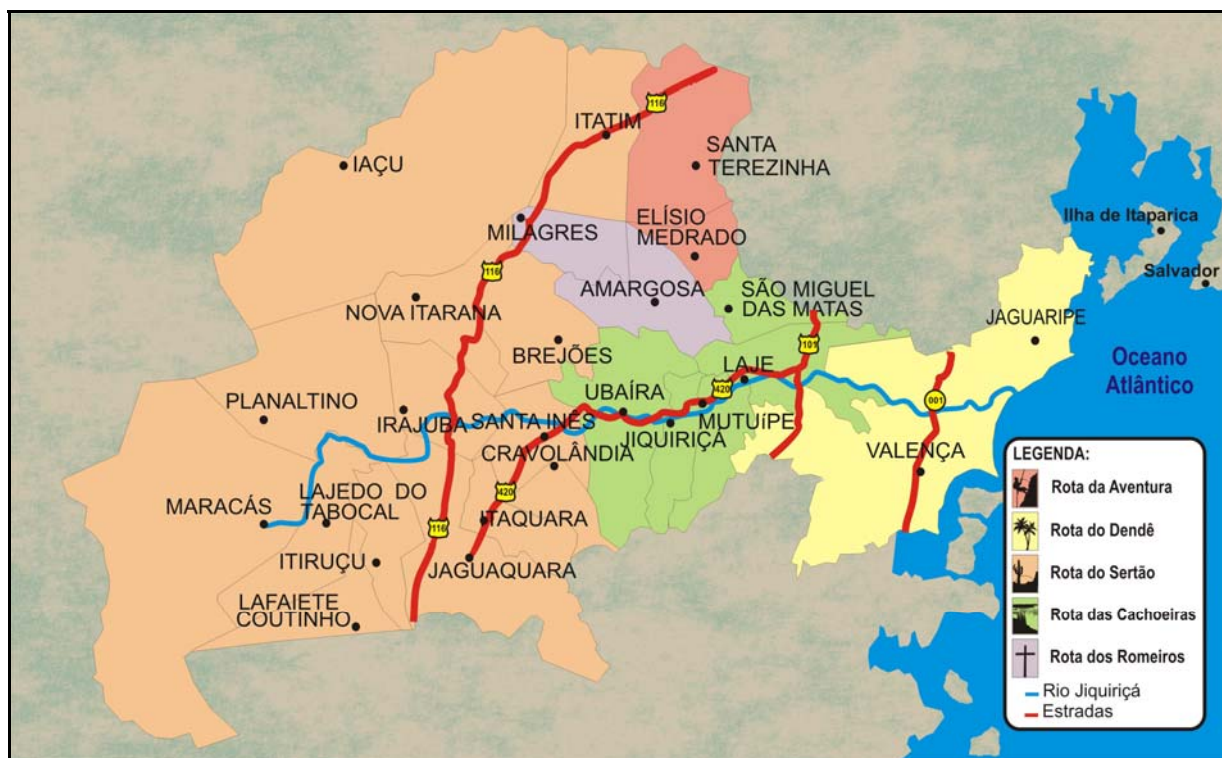 116
ITATIM
SANTA
TEREZINHA
IAÇU
ELÍSIO
MEDRADO
MILAGRES
Ilha de Itaparica
Salvador
116
AMARGOSA
SÃO MIGUEL
DAS MATAS
NOVA ITARANA
JAGUARIPE
BREJÕES
101
LAJE
Oceano
Atlântico
420
UBAÍRA
PLANALTINO
001
IRAJUBA
SANTA INÊS
MUTUíPE
JIQUIRIÇÁ
CRAVOLÂNDIA
VALENÇA
LEGENDA:
Rota da Aventura
Rota do Dendê
Rota do Sertão
Rota das Cachoeiras
Rota dos Romeiros
Rio Jiquiriçá
Estradas
MARACÁS
LAJEDO DO
TABOCAL
420
116
ITAQUARA
ITIRUÇU
JAGUAQUARA
LAFAIETE
COUTINHO